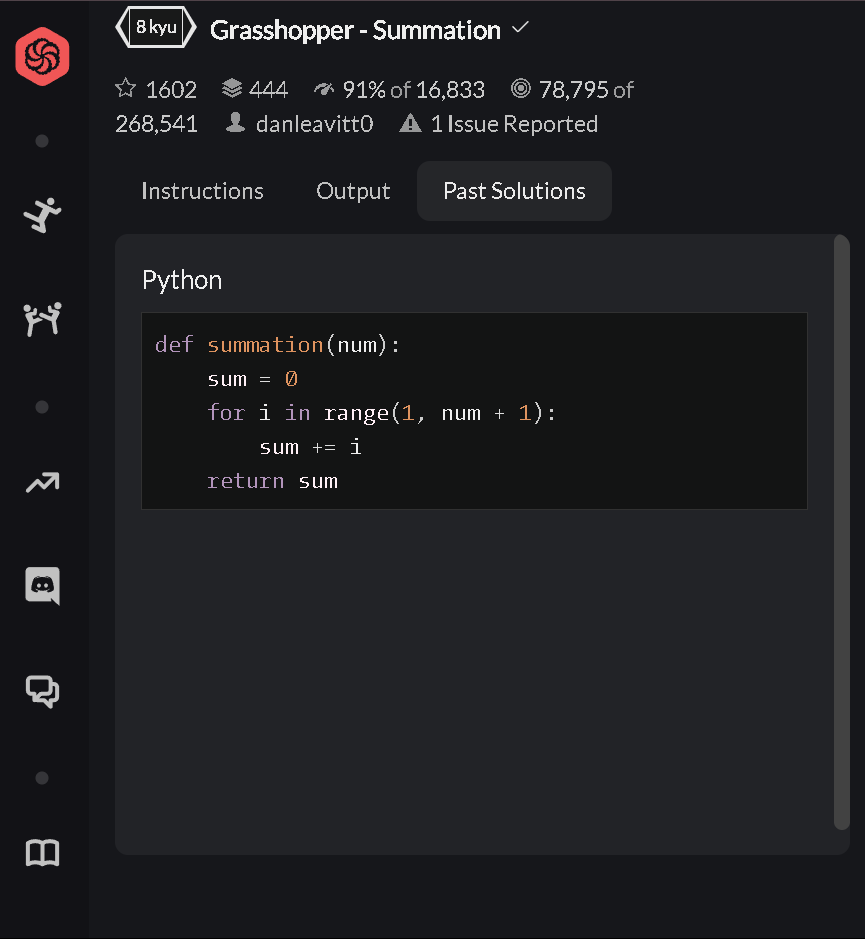 8 kyu Grasshopper - Summation
1602 444 91% of 16,833 78,795 of
268,541 danleavitt0 1 Issue Reported
Instructions Output Past Solutions
Python
def summation(num):
    sum = 0
    for i in range(1, num + 1):
        sum += i
    return sum